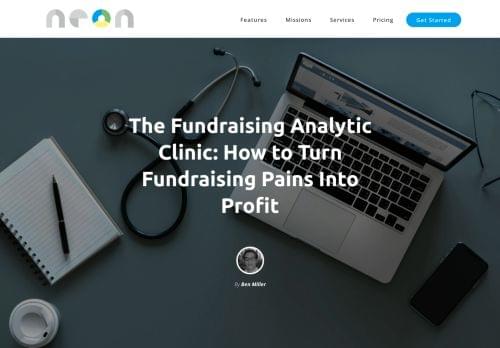 neon
Features Missions Services Pricing Get Started
The Fundraising Analytic
Clinic: How to Turn
Fundraising Pains Into
Profit
By Ben Miller